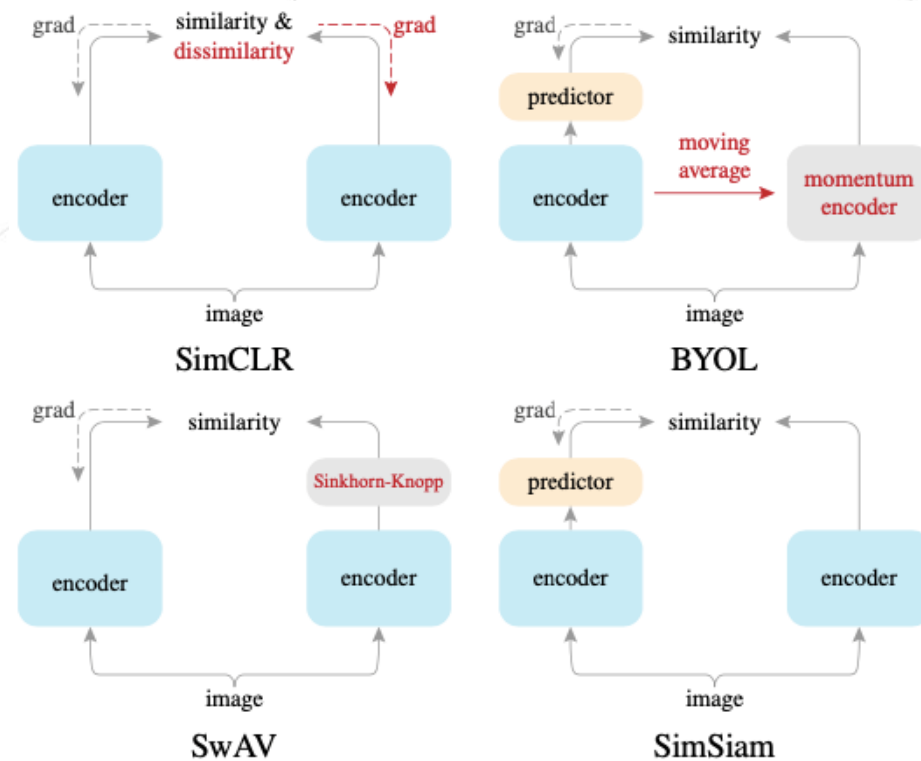 grad
similarity &
dissimilarity
grad
encoder
encoder
image
SimCLR
grad
similarity
predictor
moving
average
encoder
momentum
encoder
image
BYOL
grad
similarity
Sinkhorn-Knopp
encoder
encoder
image
SwAV
grad
similarity
predictor
encoder
encoder
image
SimSiam